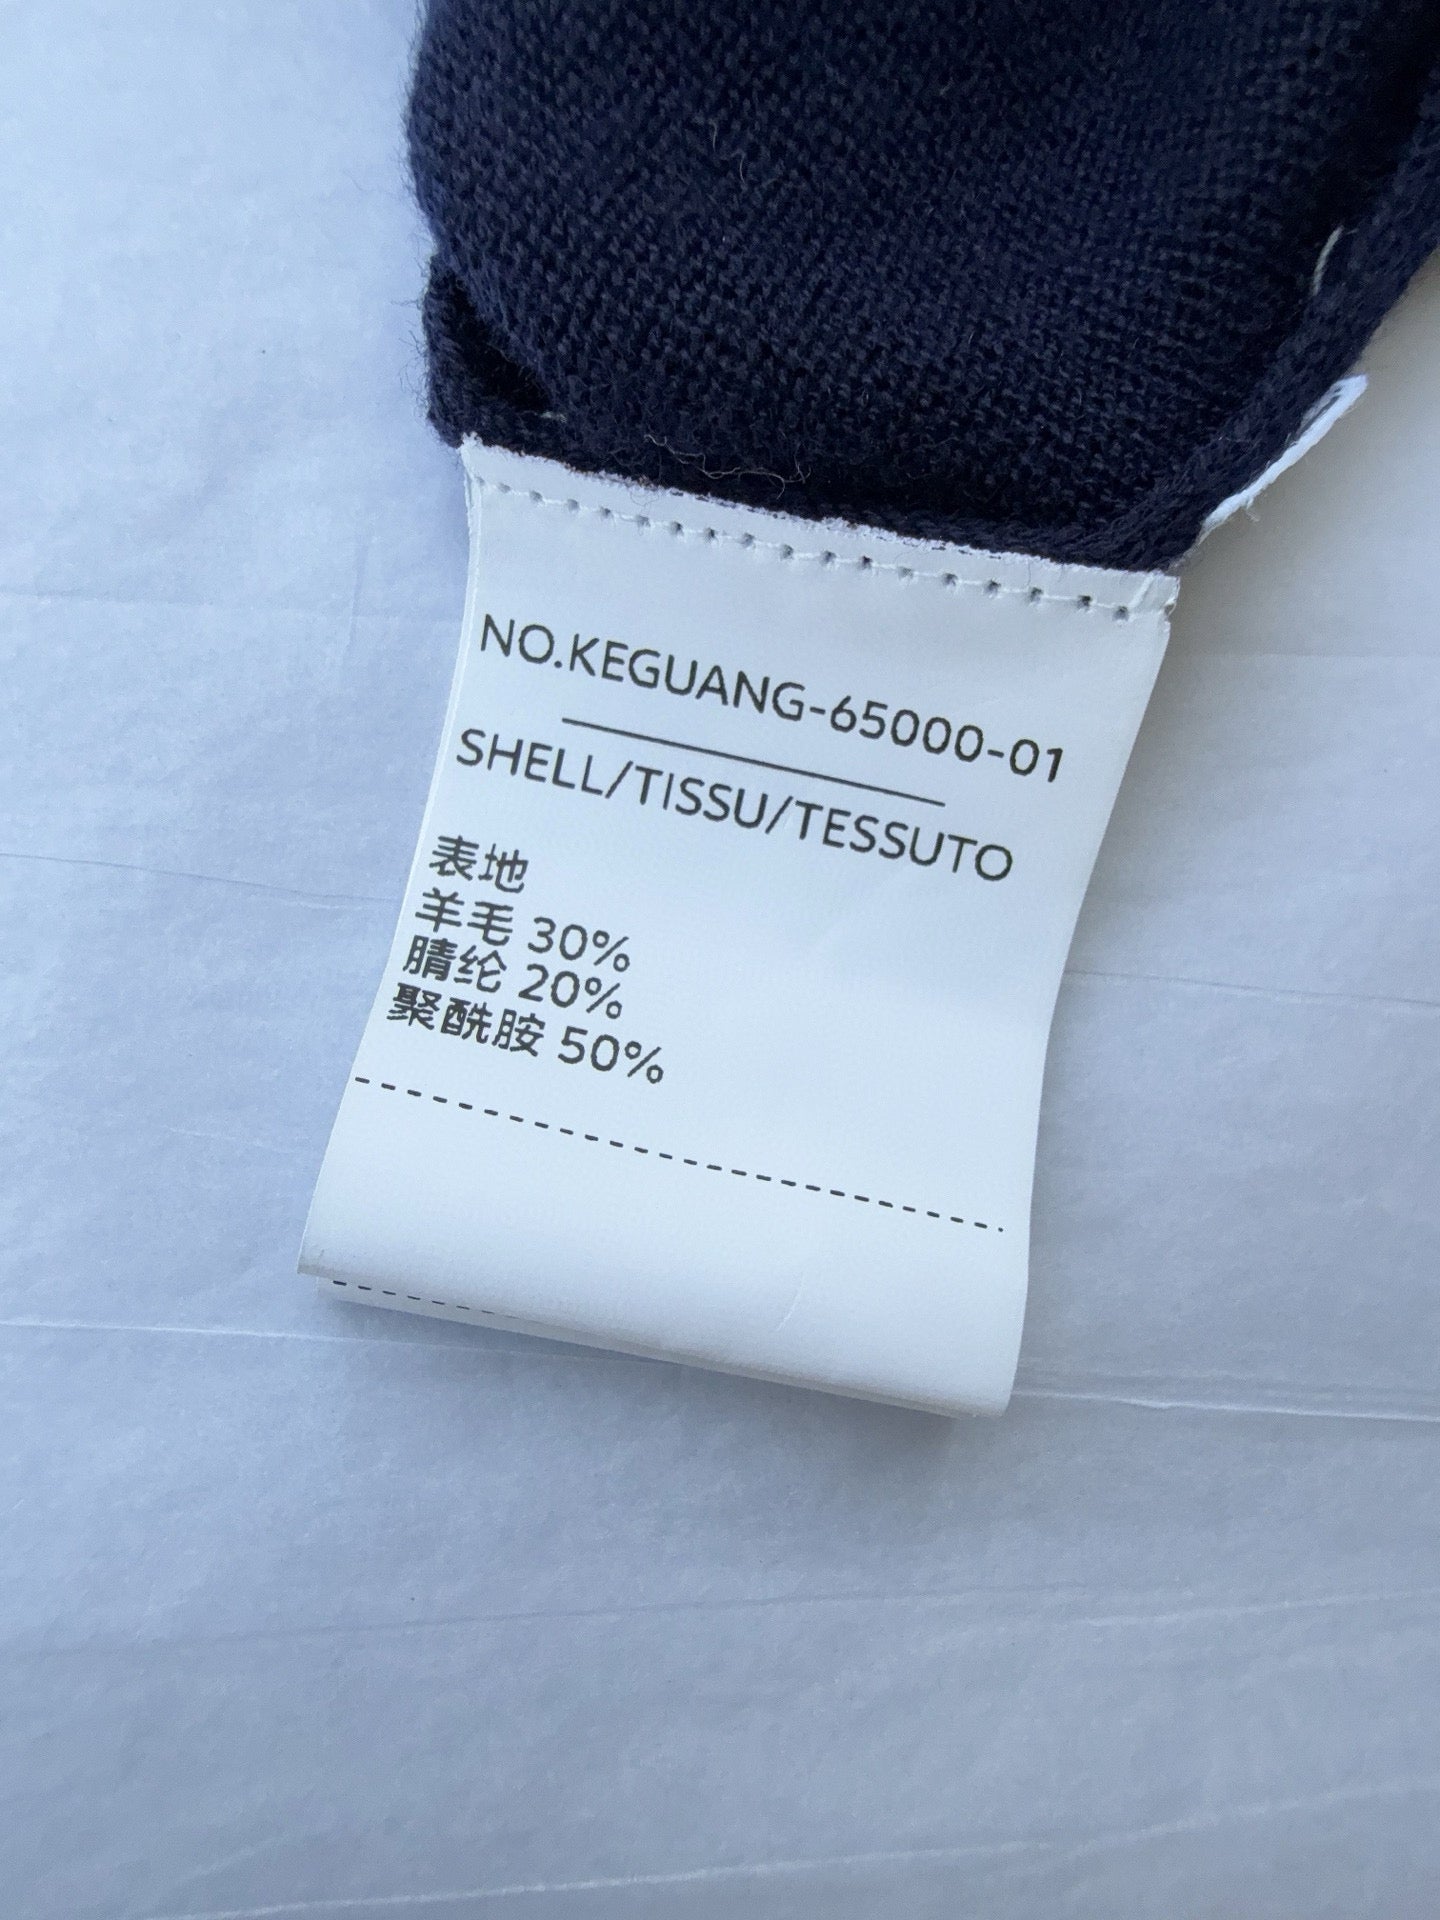 NO.KEGUANG-65000-01
SHELL/TISSU/TESSUTO
表地
羊毛 30%
腈纶 20%
聚酰胺 50%